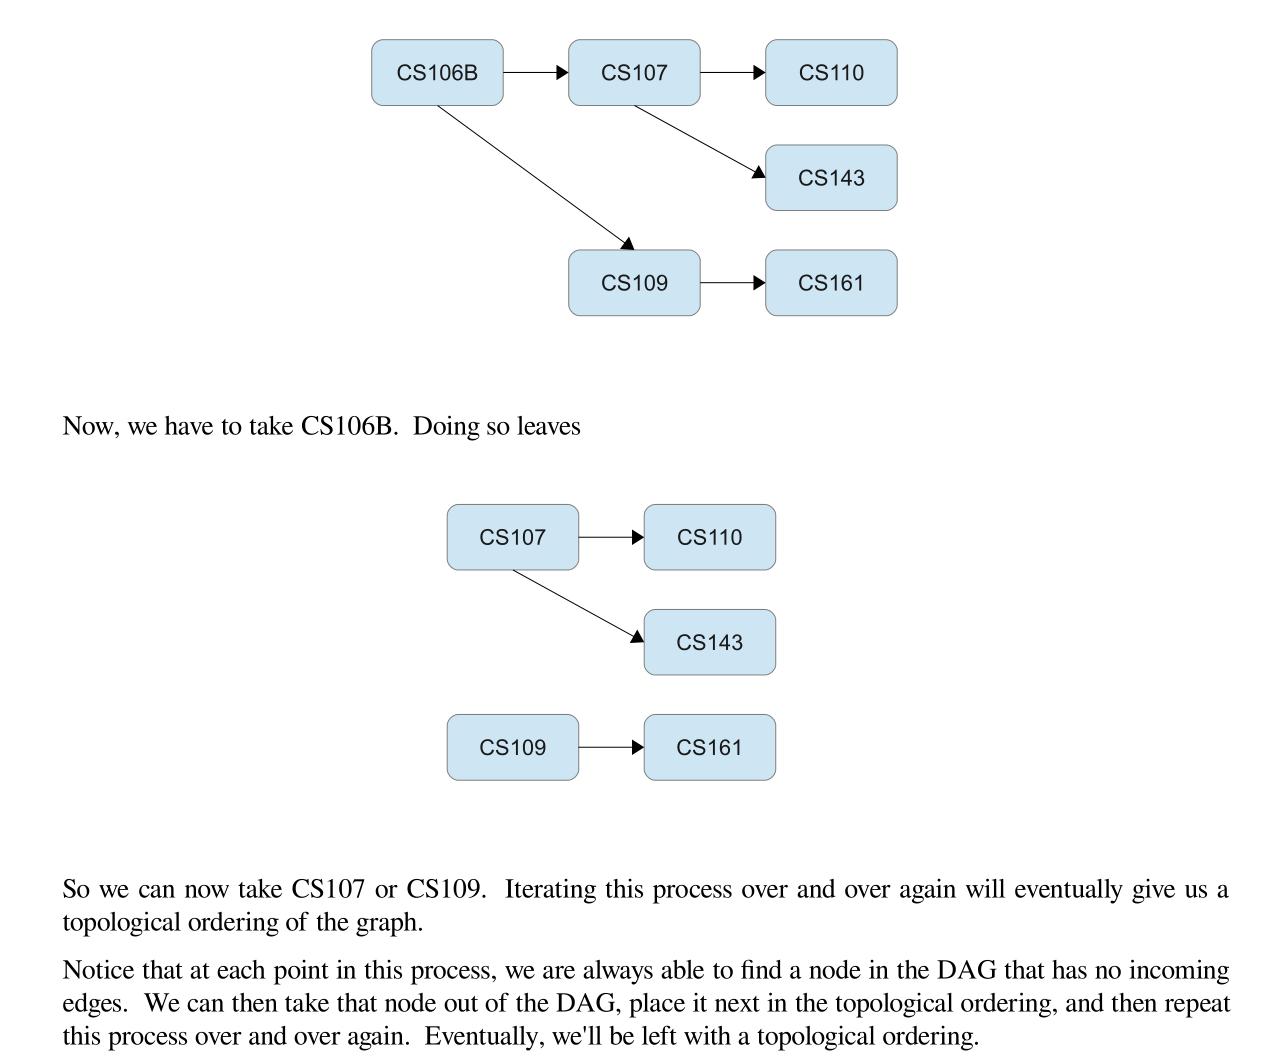 CS106B CS107 CS110
CS143
CS109 CS161
Now, we have to take CS106B.  Doing so leaves
CS107 CS110
CS143
CS109 CS161
So we can now take CS107 or CS109.  Iterating this process over and over again will eventually give us a
topological ordering of the graph.
Notice that at each point in this process, we are always able to find a node in the DAG that has no incoming
edges.  We can then take that node out of the DAG, place it next in the topological ordering, and then repeat
this process over and over again.  Eventually, we'll be left with a topological ordering.